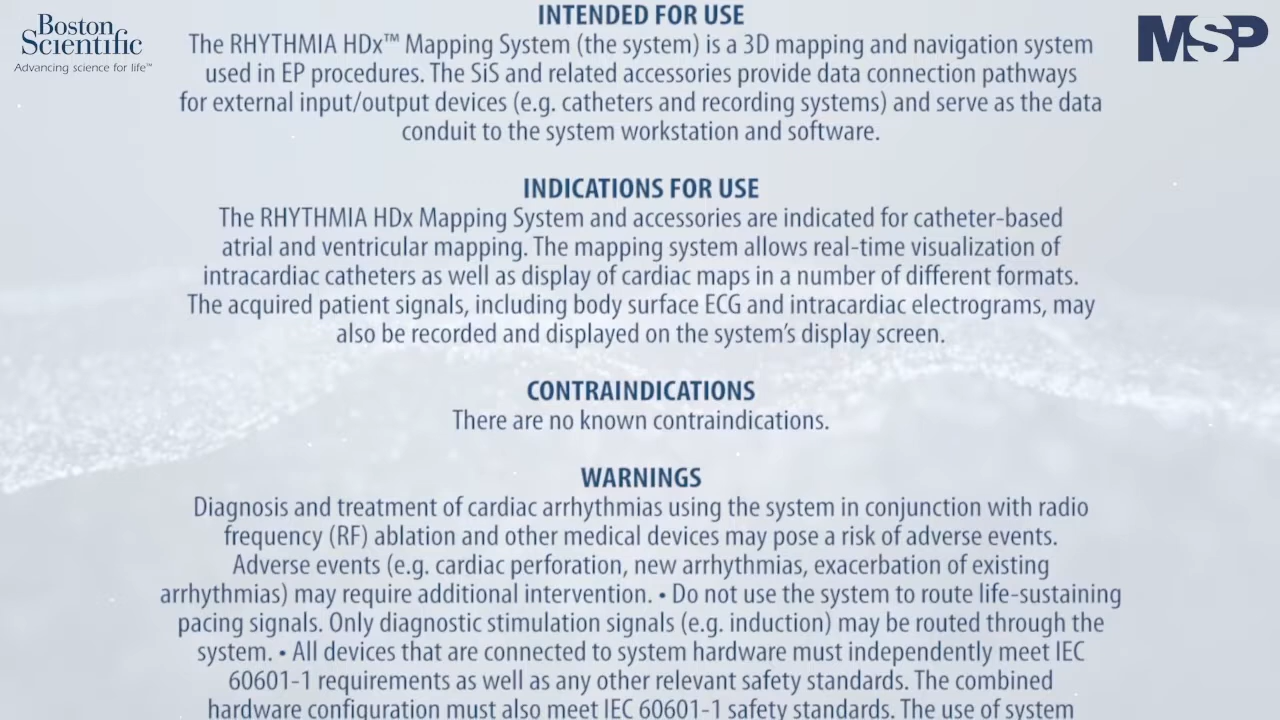 Boston
Scientific
Advancing science for life™
MSP
INTENDED FOR USE
The RHYTHMIA HDx™ Mapping System (the system) is a 3D mapping and navigation system
used in EP procedures. The SiS and related accessories provide data connection pathways
for external input/output devices (e.g. catheters and recording systems) and serve as the data
conduit to the system workstation and software.
INDICATIONS FOR USE
The RHYTHMIA HDx Mapping System and accessories are indicated for catheter-based
atrial and ventricular mapping. The mapping system allows real-time visualization of
intracardiac catheters as well as display of cardiac maps in a number of different formats.
The acquired patient signals, including body surface ECG and intracardiac electrograms, may
also be recorded and displayed on the system’s display screen.
CONTRAINDICATIONS
There are no known contraindications.
WARNINGS
Diagnosis and treatment of cardiac arrhythmias using the system in conjunction with radio
frequency (RF) ablation and other medical devices may pose a risk of adverse events.
Adverse events (e.g. cardiac perforation, new arrhythmias, exacerbation of existing
arrhythmias) may require additional intervention. • Do not use the system to route life-sustaining
pacing signals. Only diagnostic stimulation signals (e.g. induction) may be routed through the
system. • All devices that are connected to system hardware must independently meet IEC
60601-1 requirements as well as any other relevant safety standards. The combined
hardware configuration must also meet IEC 60601-1 safety standards. The use of system